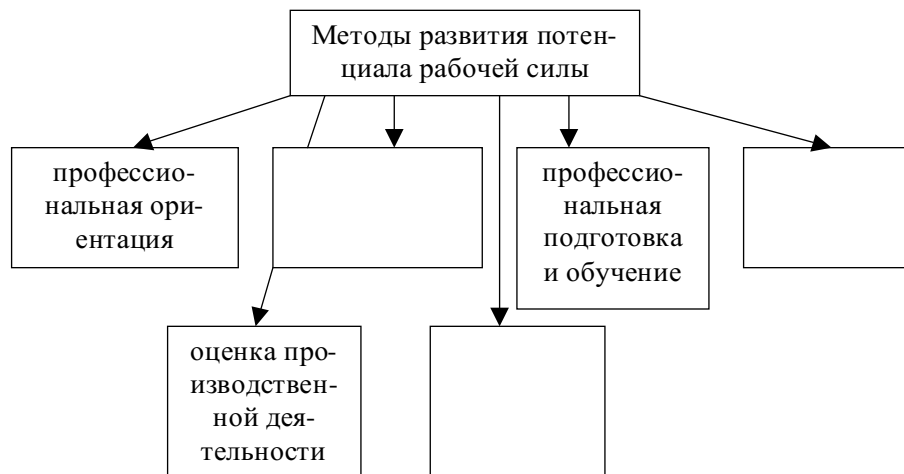 Методы развития потен-
циала рабочей силы
профессио-
нальная ори-
ентация
профессио-
нальная
подготовка
и обучение
оценка про-
изводствен-
ной дея-
тельности